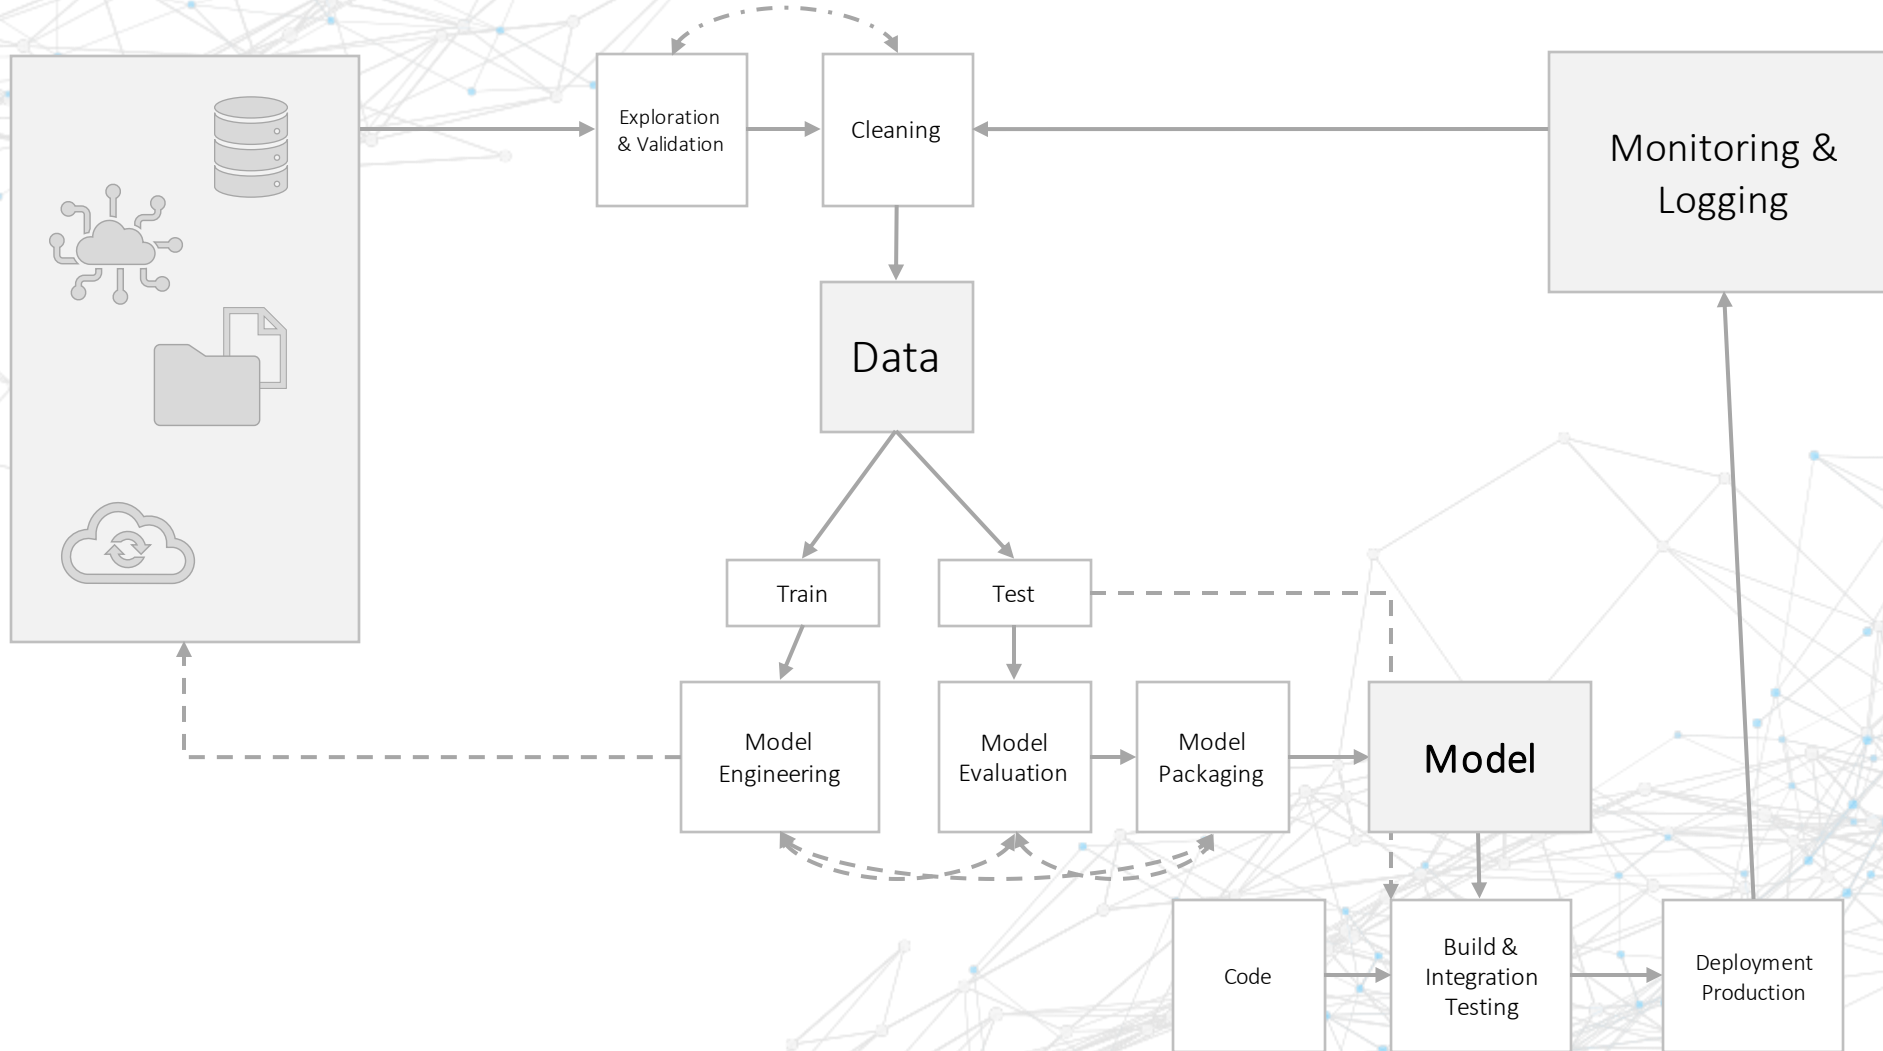 Exploration
& Validation
Cleaning
Monitoring &
Logging
Data
Train
Test
Model
Engineering
Model
Evaluation
Model
Packaging
Model
Code
Build &
Integration
Testing
Deployment
Production